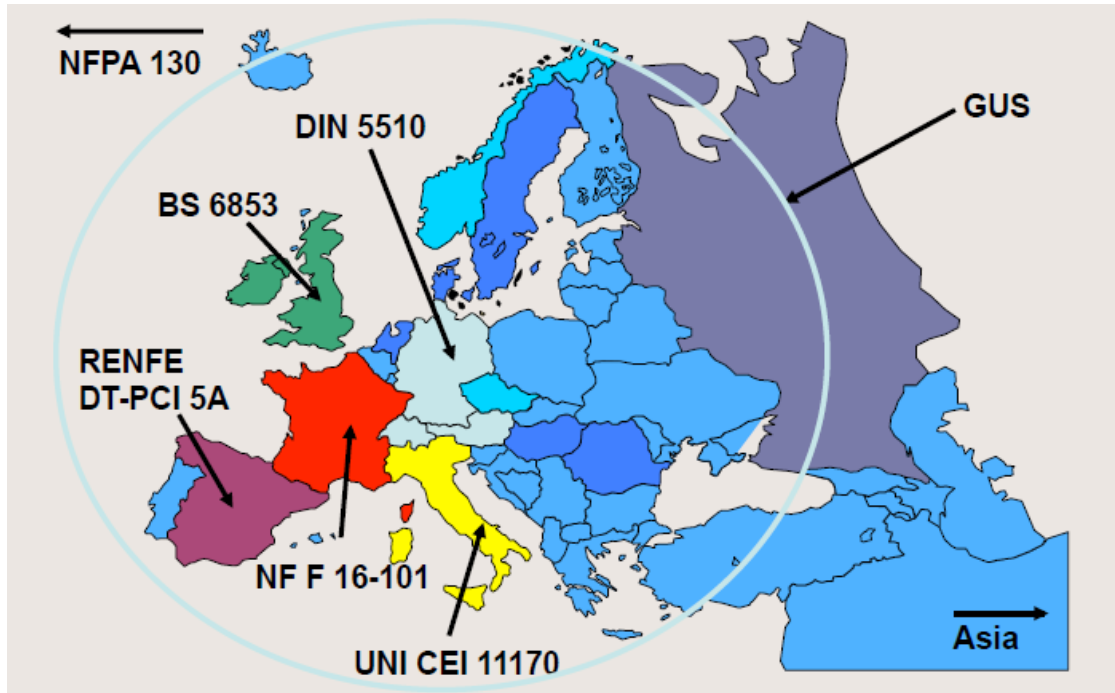 NFPA 130
GUS
DIN 5510
BS 6853
RENFE
DT-PCI 5A
NF F 16-101
UNI CEI 11170
Asia